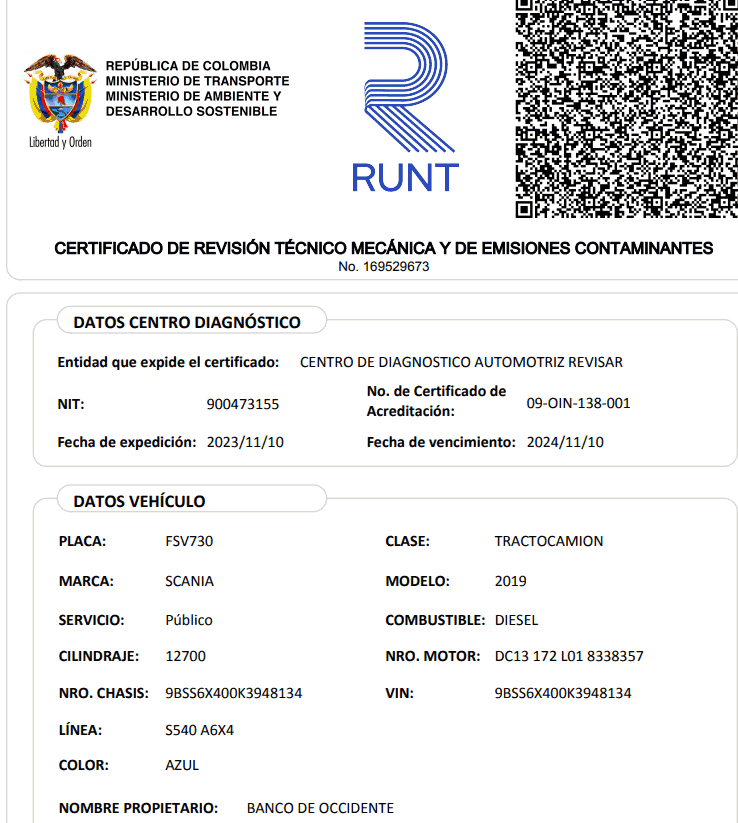 REPÚBLICA DE COLOMBIA
MINISTERIO DE TRANSPORTE
MINISTERIO DE AMBIENTE Y
DESARROLLO SOSTENIBLE
Libertad y Orden
RUNT
CERTIFICADO DE REVISIÓN TÉCNICO MECÁNICA Y DE EMISIONES CONTAMINANTES
No. 169529673
DATOS CENTRO DIAGNÓSTICO
Entidad que expide el certificado: CENTRO DE DIAGNOSTICO AUTOMOTRIZ REVISAR
NIT: 900473155 No. de Certificado de
Acreditación: 09-OIN-138-001
Fecha de expedición: 2023/11/10 Fecha de vencimiento: 2024/11/10
DATOS VEHÍCULO
PLACA: FSV730 CLASE: TRACTOCAMION
MARCA: SCANIA MODELO: 2019
SERVICIO: Público COMBUSTIBLE: DIESEL
CILINDRAJE: 12700 NRO. MOTOR: DC13 172 L01 8338357
NRO. CHASIS: 9BSS6X400K3948134 VIN: 9BSS6X400K3948134
LÍNEA: S540 A6X4
COLOR: AZUL
NOMBRE PROPIETARIO: BANCO DE OCCIDENTE